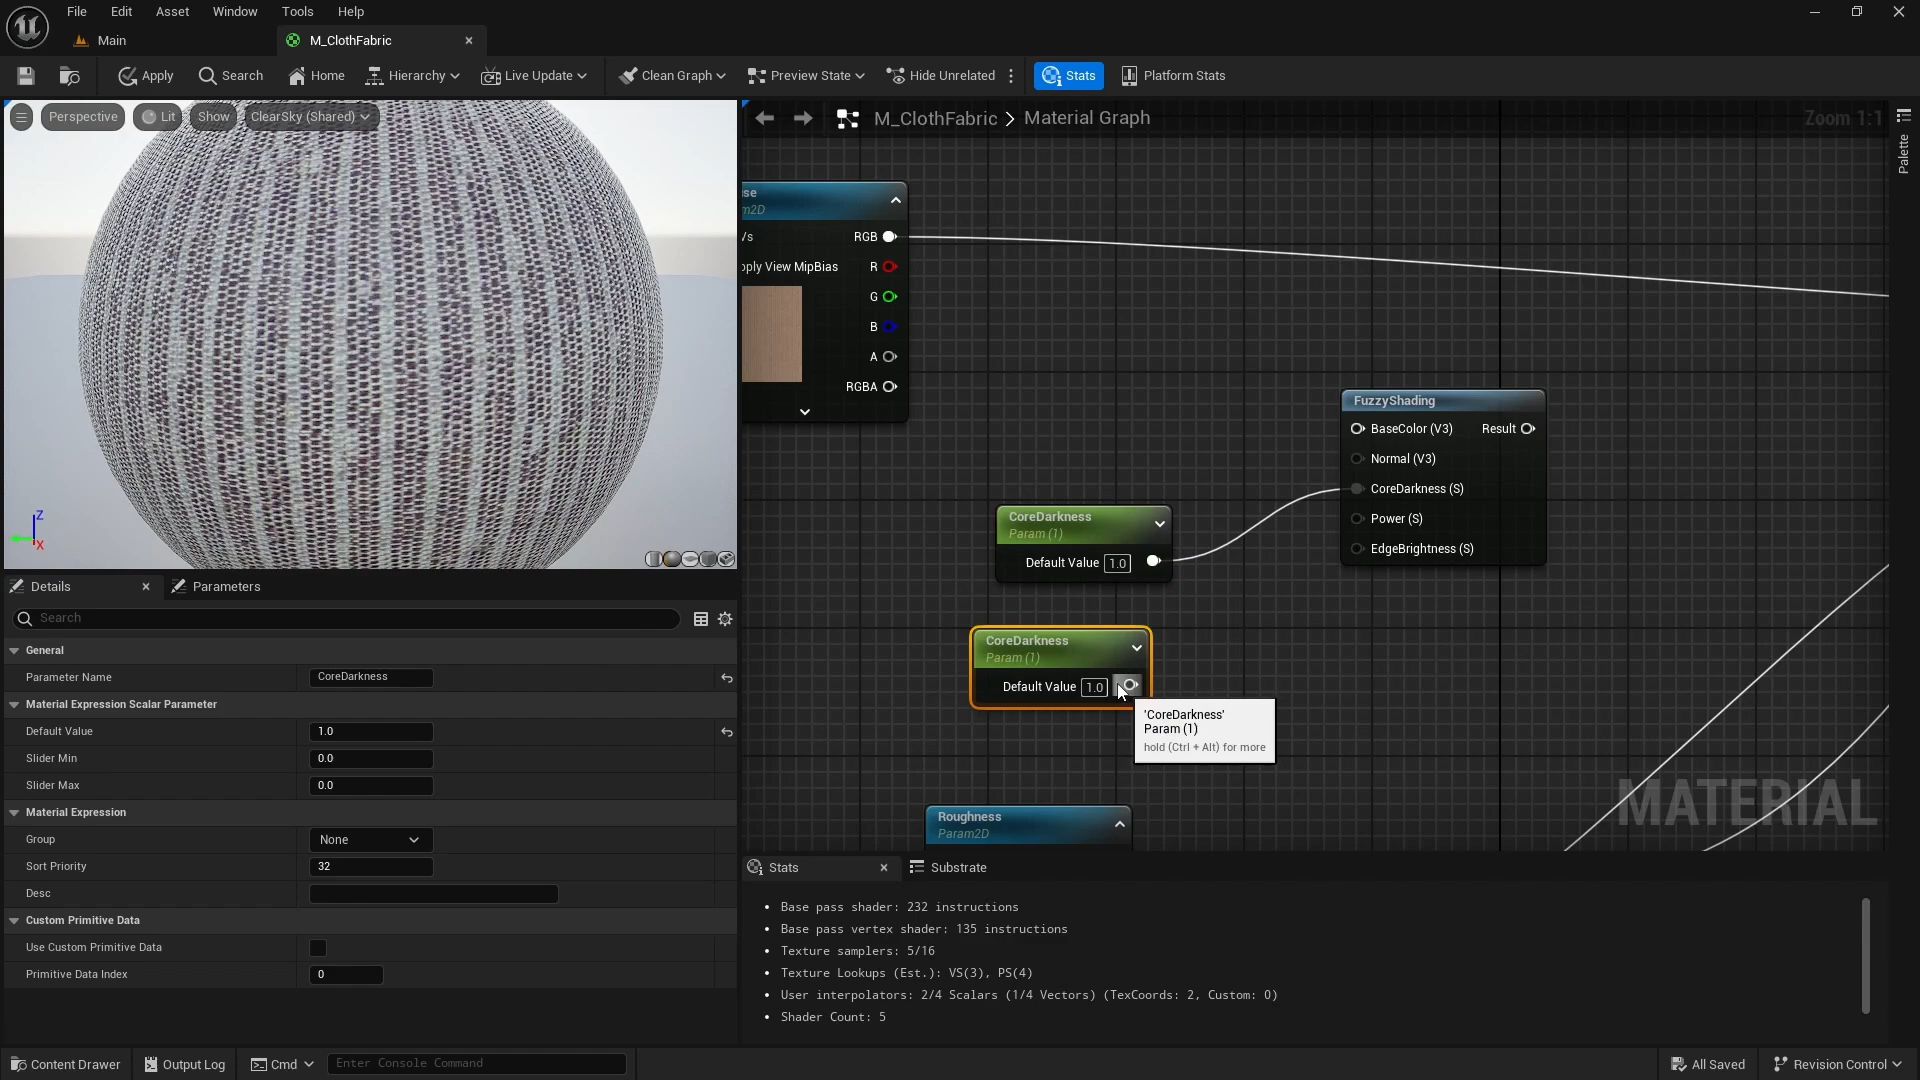 File Edit Asset Window Tools Help
Main
M_ClothFabric
Apply Search Home Hierarchy Live Update Clean Graph Preview State Hide Unrelated Stats Platform Stats
Perspective Lit Show ClearSky (Shared)
M_ClothFabric > Material Graph
Zoom 1:1
Palette
se
m2D
Vs RGB
pply View MipBias R
G
B
A
RGBA
FuzzyShading
BaseColor (V3) Result
Normal (V3)
CoreDarkness (S)
Power (S)
EdgeBrightness (S)
CoreDarkness
Param (1)
Default Value 1.0
CoreDarkness
Param (1)
Default Value 1.0
'CoreDarkness'
Param (1)
hold (Ctrl + Alt) for more
Roughness
Param2D
MATERIAL
Z
X
Details Parameters
Search
General
Parameter Name CoreDarkness
Material Expression Scalar Parameter
Default Value 1.0
Slider Min 0.0
Slider Max 0.0
Material Expression
Group None
Sort Priority 32
Desc
Custom Primitive Data
Use Custom Primitive Data
Primitive Data Index 0
Stats Substrate
Base pass shader: 232 instructions
Base pass vertex shader: 135 instructions
Texture samplers: 5/16
Texture Lookups (Est.): VS(3), PS(4)
User interpolators: 2/4 Scalars (1/4 Vectors) (TexCoords: 2, Custom: 0)
Shader Count: 5
Content Drawer Output Log Cmd Enter Console Command All Saved Revision Control